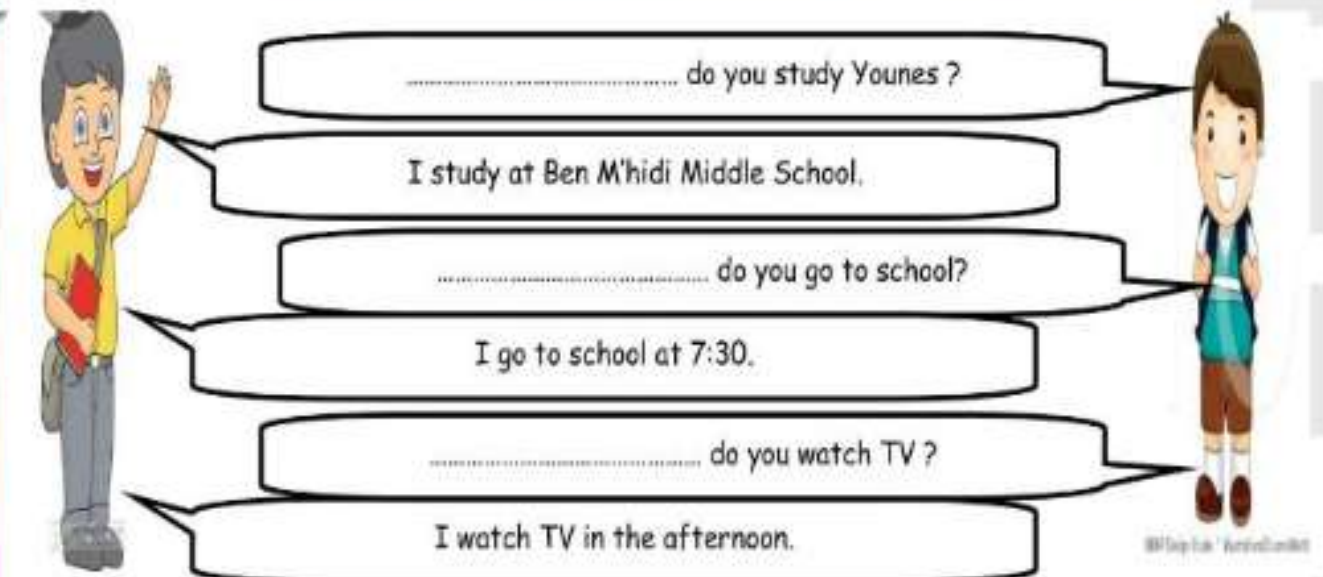 ........................................ do you study Younes ?
I study at Ben M'hidi Middle School.
........................................ do you go to school?
I go to school at 7:30.
........................................ do you watch TV ?
I watch TV in the afternoon.